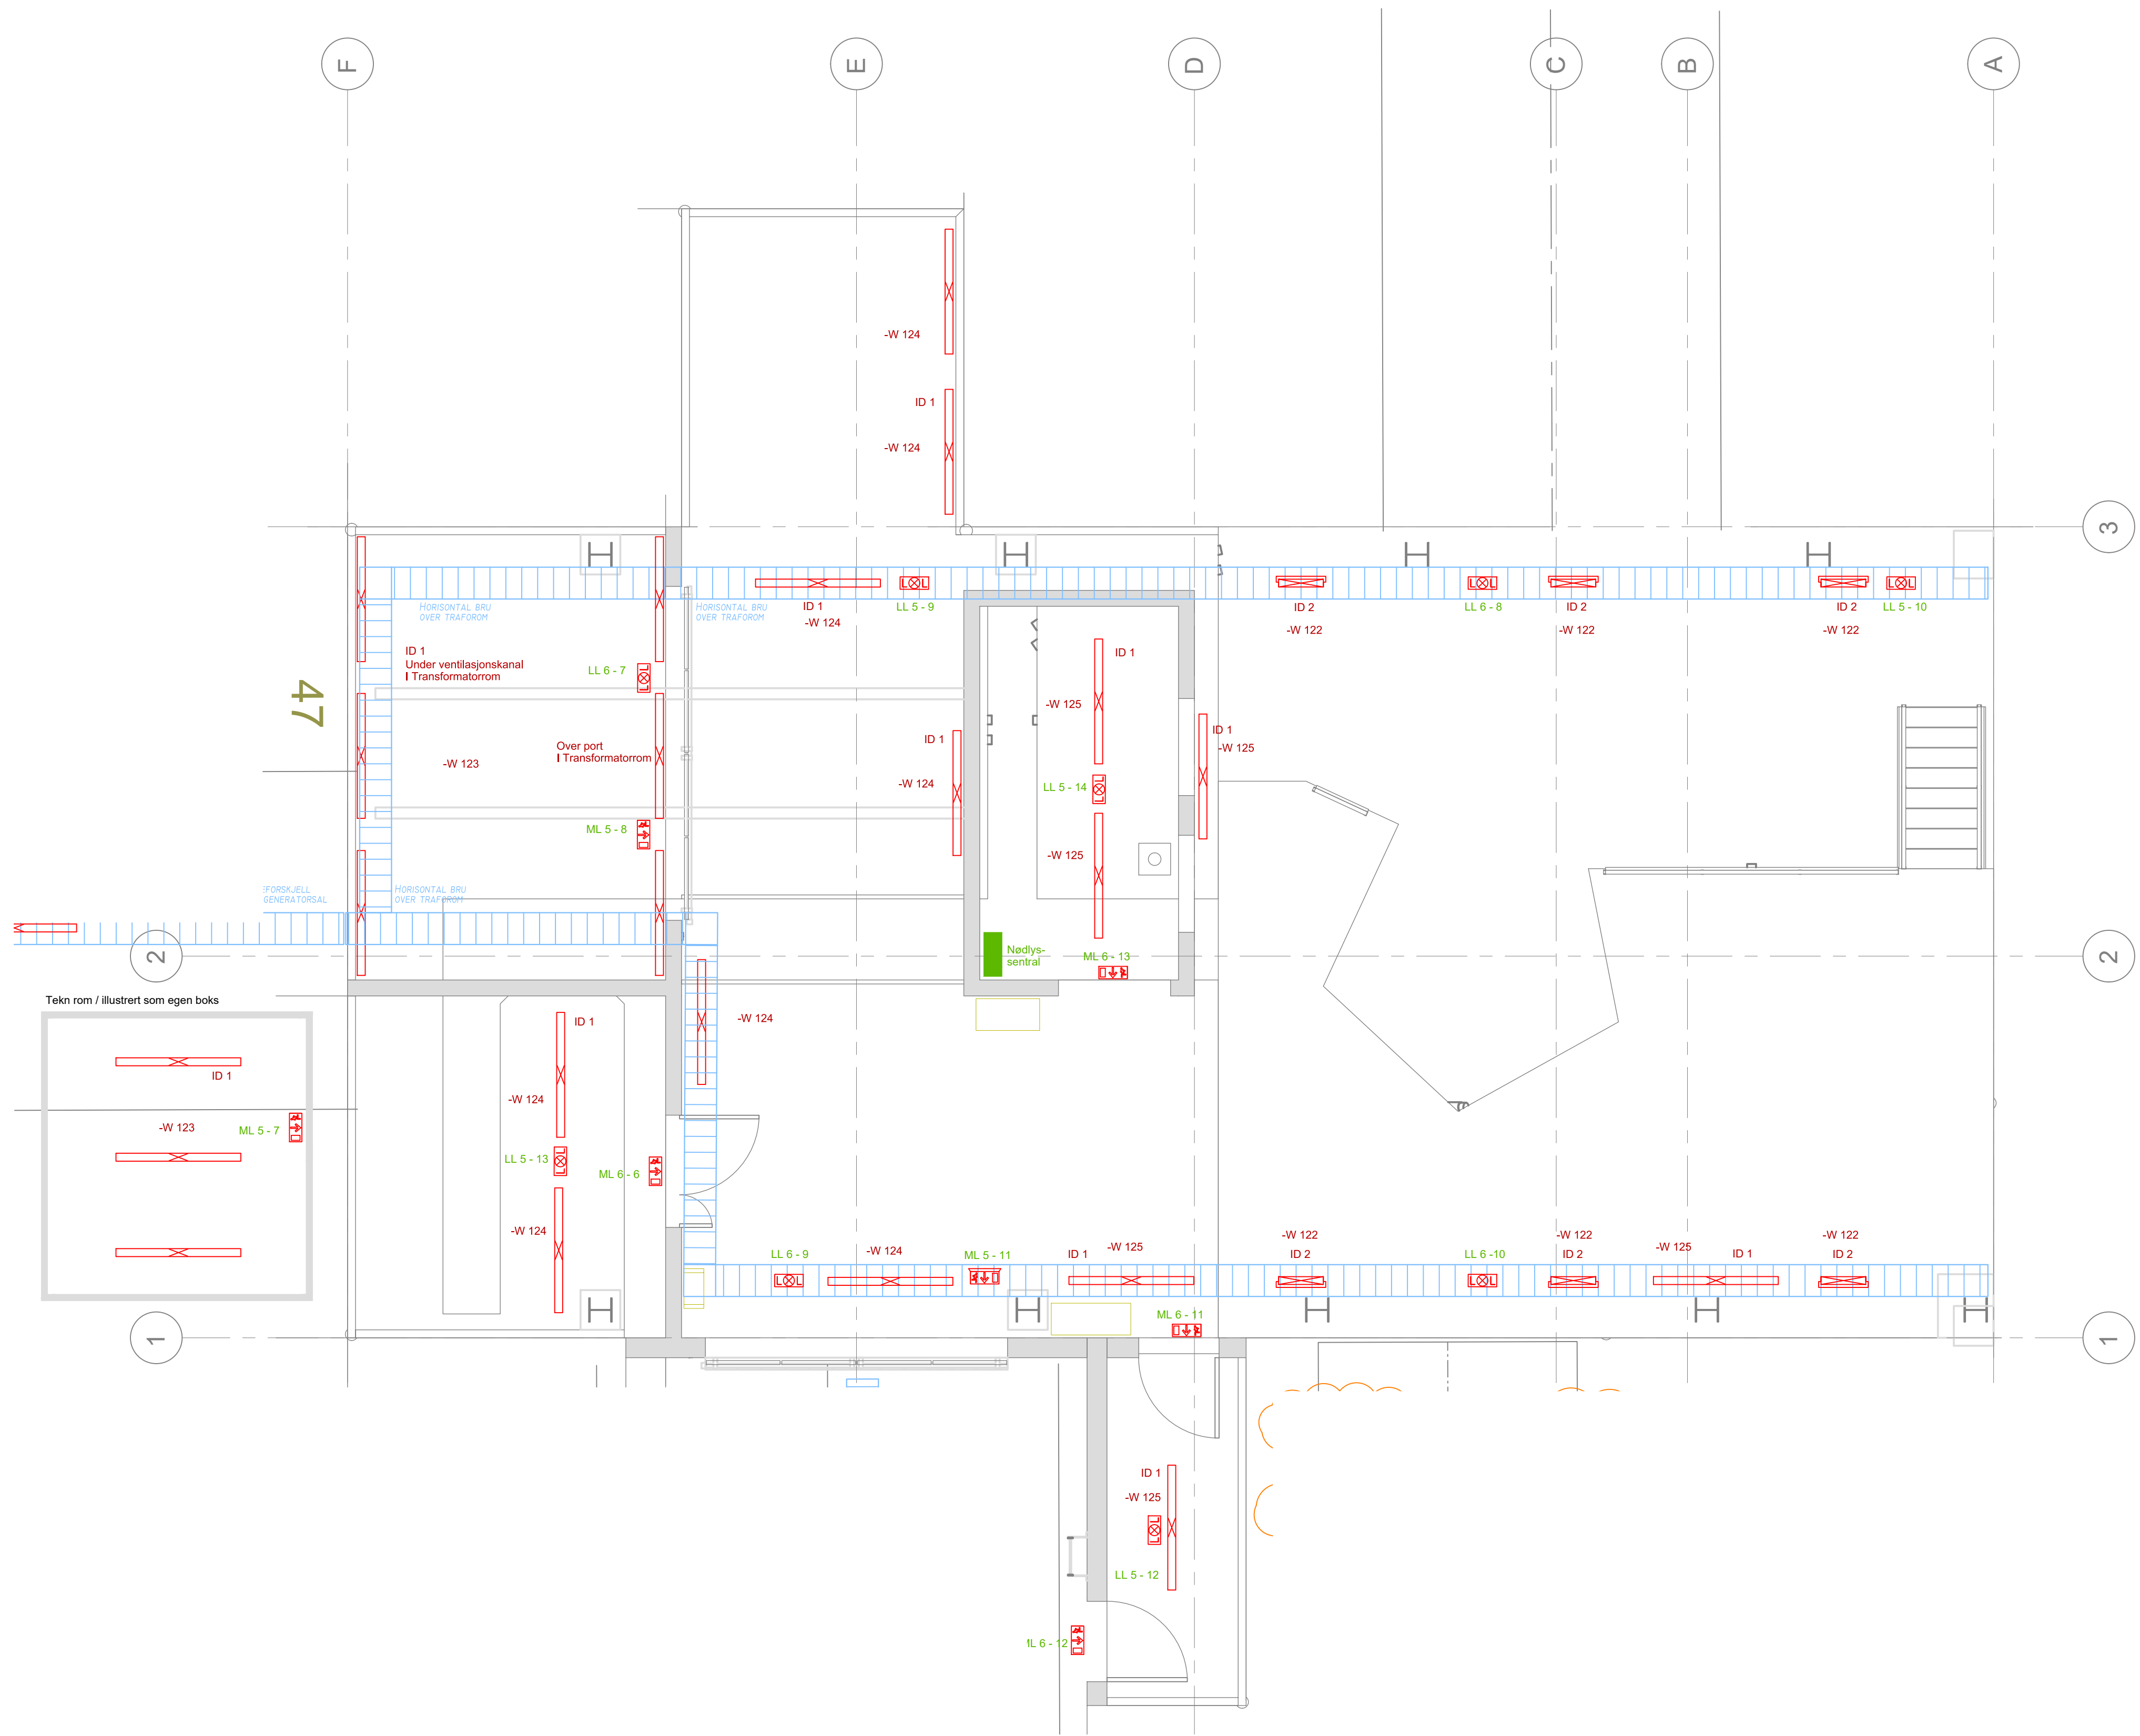 F
E
D
C
B
A
-W 124
ID 1
-W 124
3
H
H
H
H
HORISONTAL BRU
OVER TRAFOROM
HORISONTAL BRU
OVER TRAFOROM
ID 1
-W 124
LL 5 - 9
ID 2
-W 122
LL 6 - 8
ID 2
-W 122
ID 2
-W 122
LL 5 - 10
ID 1
Under ventilasjonskanal
I Transformatorrom
LL 6 - 7
47
ID 1
-W 125
Over port
I Transformatorrom
-W 123
ID 1
-W 124
ID 1
-W 125
LL 5 - 14
ML 5 - 8
-W 125
FORSKJELL
GENERATORSAL
HORISONTAL BRU
OVER TRAFOROM
2
Nødlys-
sentral
ML 6 - 13
2
Tekn rom / illustrert som egen boks
ID 1
-W 123
ML 5 - 7
ID 1
-W 124
-W 124
LL 5 - 13
ML 6 - 6
-W 124
LL 6 - 9
-W 124
ML 5 - 11
ID 1
-W 125
-W 122
ID 2
LL 6 -10
-W 122
ID 2
-W 125
ID 1
-W 122
ID 2
H
H
H
H
H
ML 6 - 11
1
1
ID 1
-W 125
LL 5 - 12
ML 6 - 12